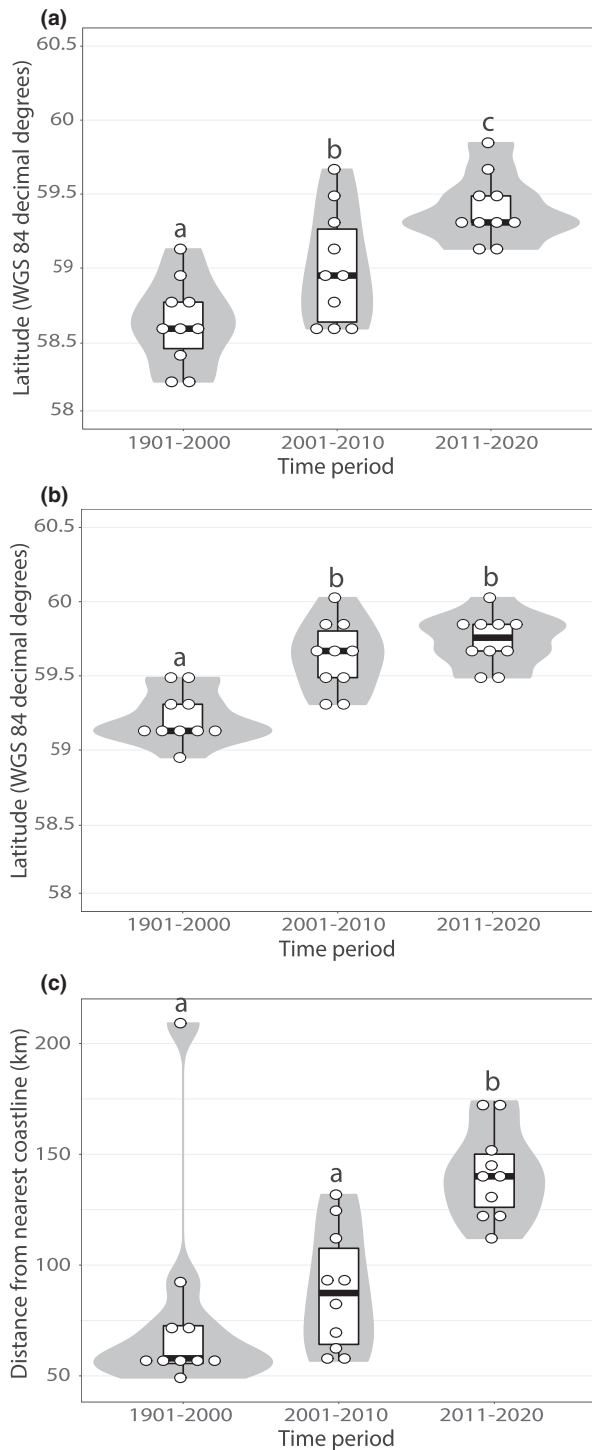 (a)
Latitude (WGS 84 decimal degrees)
60.5
60
59.5
59
58.5
58
a
b
c
1901-2000
2001-2010
2011-2020
Time period
(b)
Latitude (WGS 84 decimal degrees)
60.5
60
59.5
59
58.5
58
a
b
b
1901-2000
2001-2010
2011-2020
Time period
(c)
Distance from nearest coastline (km)
200
150
100
50
a
a
b
1901-2000
2001-2010
2011-2020
Time period